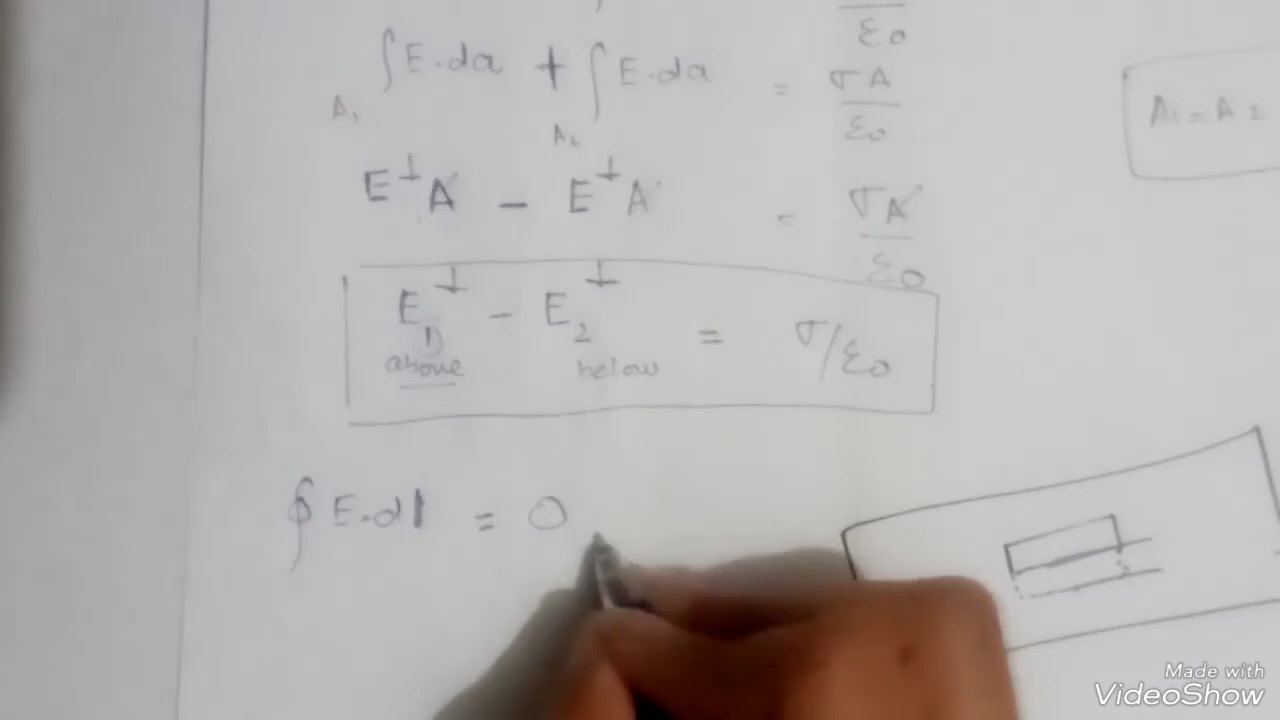 ε0
∫E.da + ∫E.da = σA/ε0
A1 A2
A1 = A2
E⊥A - E⊥A = σA/ε0
E1⊥ - E2⊥ = σ/ε0
above below
∮E.dl = 0
Made with
VideoShow